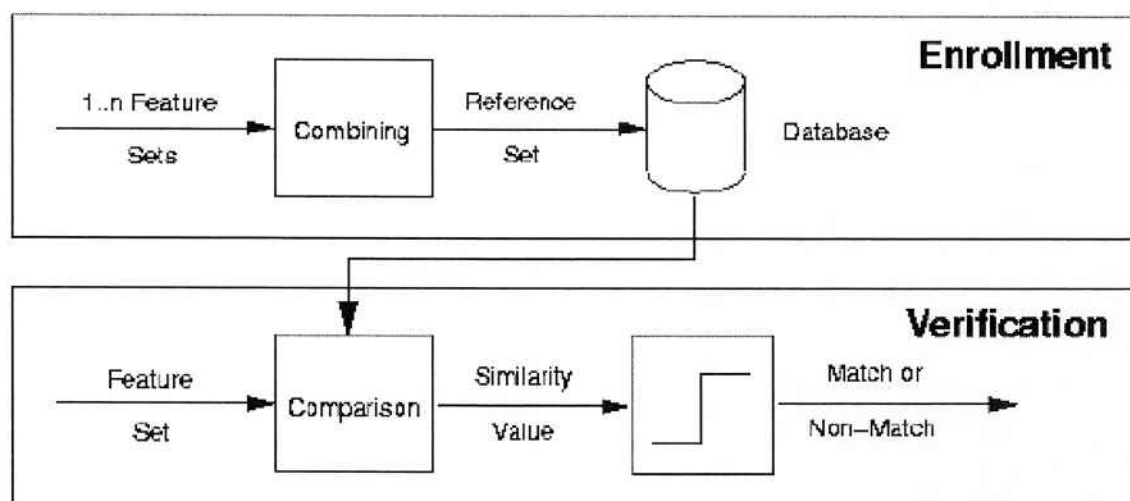 Enrollment
1..n Feature
Sets
Combining
Reference
Set
Database
Verification
Feature
Set
Comparison
Similarity
Value
Match or
Non–Match